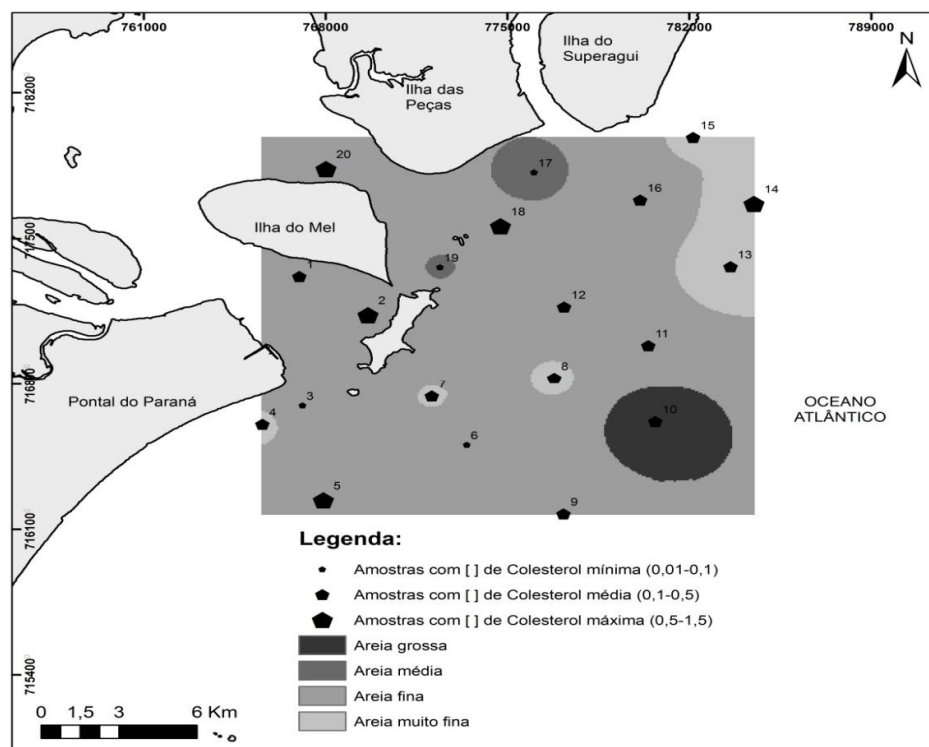 761000 768000 775000 782000 789000
N
Ilha do
Superagui
Ilha das
Peças
718200
15
20
17
16
14
18
Ilha do Mel
717500
19
13
1
12
2
11
8
716800
7
Pontal do Paraná
3
10
OCEANO
ATLÂNTICO
4
6
5
9
716100
Legenda:
Amostras com [ ] de Colesterol mínima (0,01-0,1)
Amostras com [ ] de Colesterol média (0,1-0,5)
Amostras com [ ] de Colesterol máxima (0,5-1,5)
Areia grossa
715400
Areia média
Areia fina
0 1,5 3 6 Km
Areia muito fina